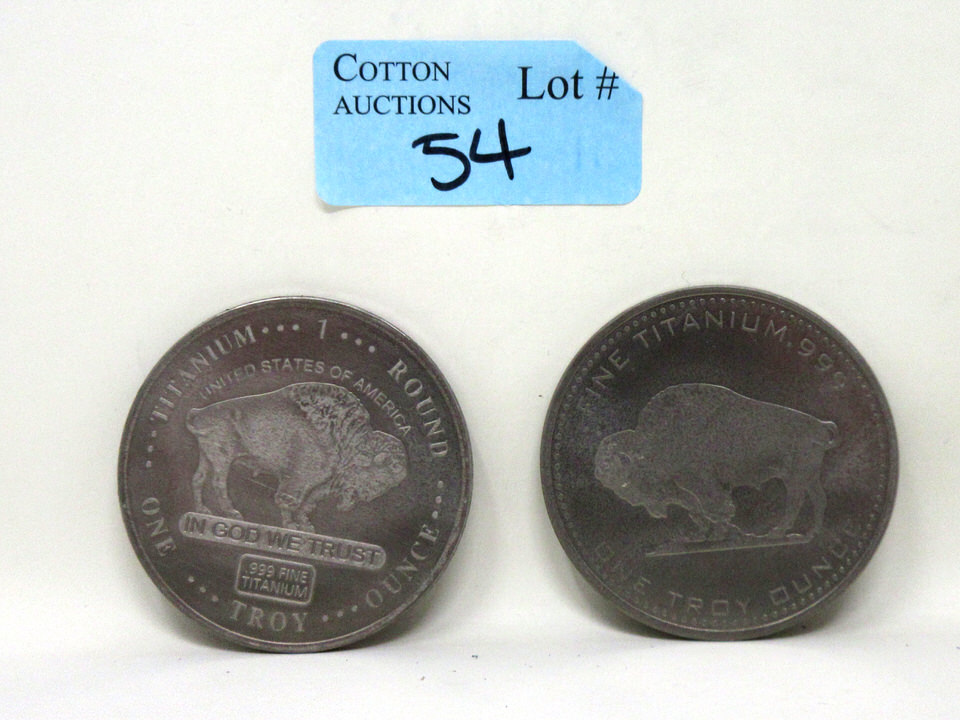 COTTON
AUCTIONS
Lot #
54
TITANIUM ••• 1 ••• ROUND
UNITED STATES OF AMERICA
IN GOD WE TRUST
.999 FINE
TITANIUM
ONE ••• TROY ••• OUNCE
FINE TITANIUM .999
ONE TROY OUNCE